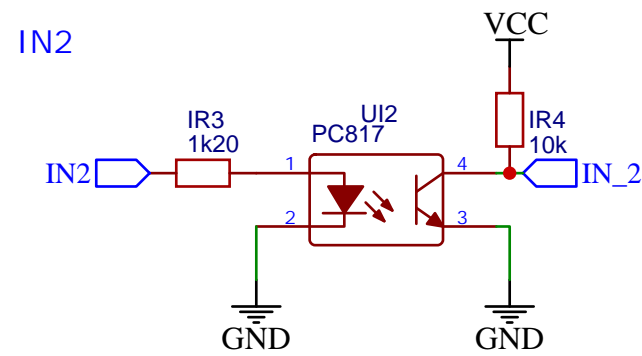 IN2
VCC
UI2
PC817
IR3
1k20
IR4
10k
IN2
1
4
IN_2
2
3
GND
GND